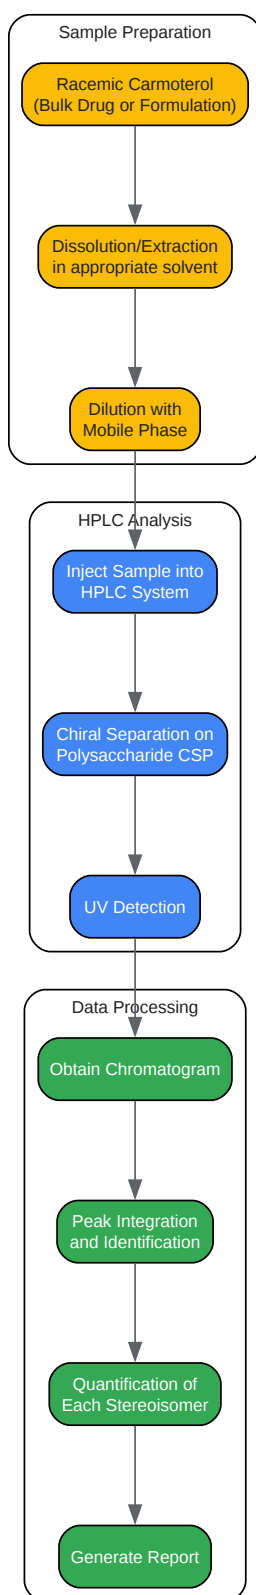 Sample Preparation
Racemic Carmoterol
(Bulk Drug or Formulation)
Dissolution/Extraction
in appropriate solvent
Dilution with
Mobile Phase
HPLC Analysis
Inject Sample into
HPLC System
Chiral Separation on
Polysaccharide CSP
UV Detection
Data Processing
Obtain Chromatogram
Peak Integration
and Identification
Quantification of
Each Stereoisomer
Generate Report